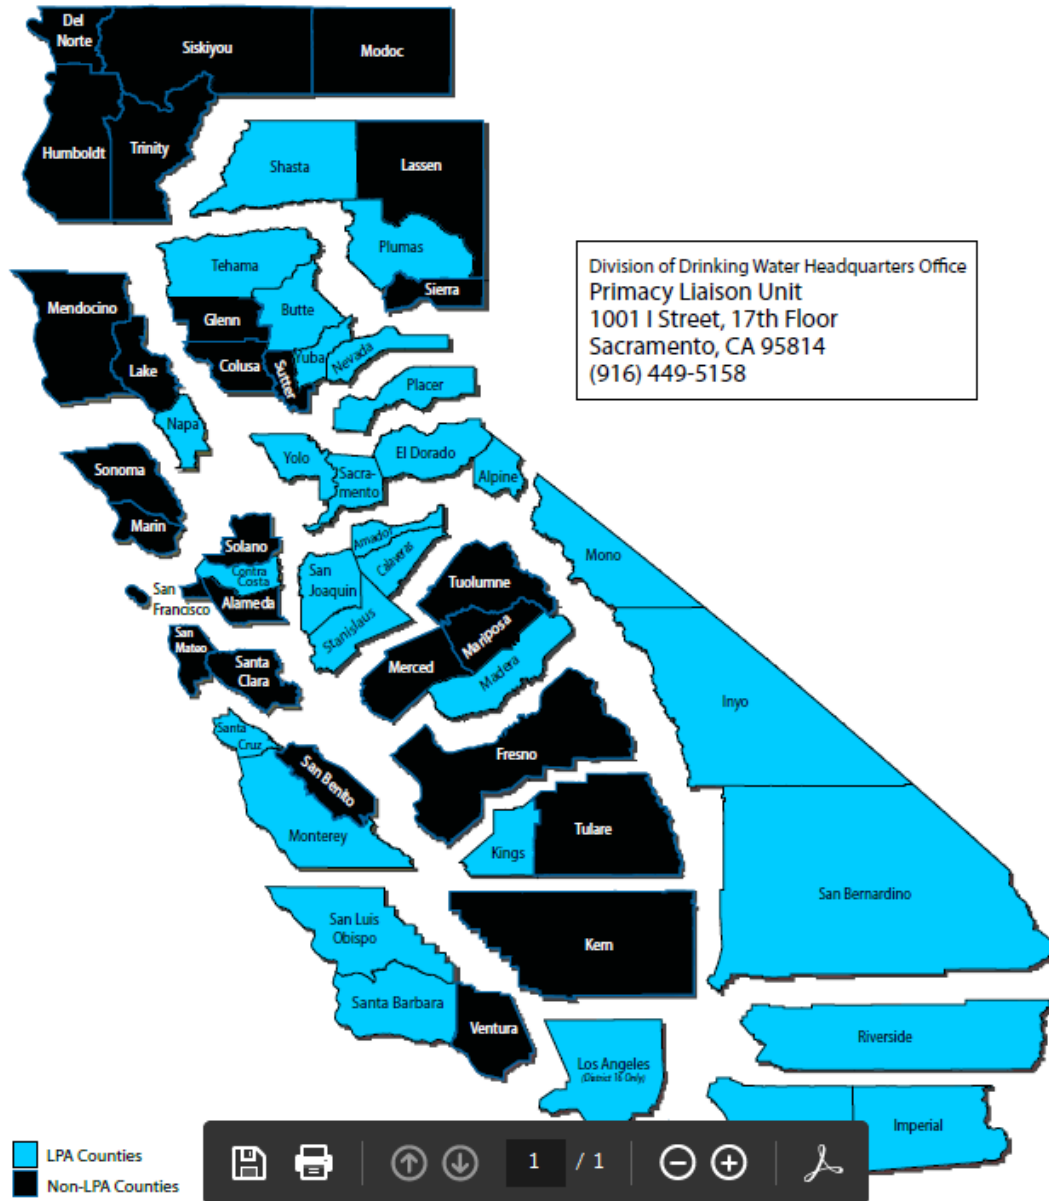 Del
Norte
Siskiyou
Modoc
Humboldt
Trinity
Shasta
Lassen
Plumas
Tehama
Sierra
Mendocino
Glenn
Butte
Lake
Colusa
Sutter
Yuba
Nevada
Placer
Napa
Division of Drinking Water Headquarters Office
Primacy Liaison Unit
1001 I Street, 17th Floor
Sacramento, CA 95814
(916) 449-5158
Sonoma
Yolo
El Dorado
Sacra-
mento
Alpine
Marin
Solano
Amador
Calaveras
Mono
Contra
Costa
San
Joaquin
Tuolumne
San
Francisco
Alameda
Stanislaus
Mariposa
San
Mateo
Santa
Clara
Merced
Madera
Inyo
Santa
Cruz
San Benito
Fresno
Monterey
Kings
Tulare
San Bernardino
San Luis
Obispo
Kern
Santa Barbara
Ventura
Riverside
Los Angeles
(District 16 Only)
Imperial
LPA Counties
Non-LPA Counties
1 / 1